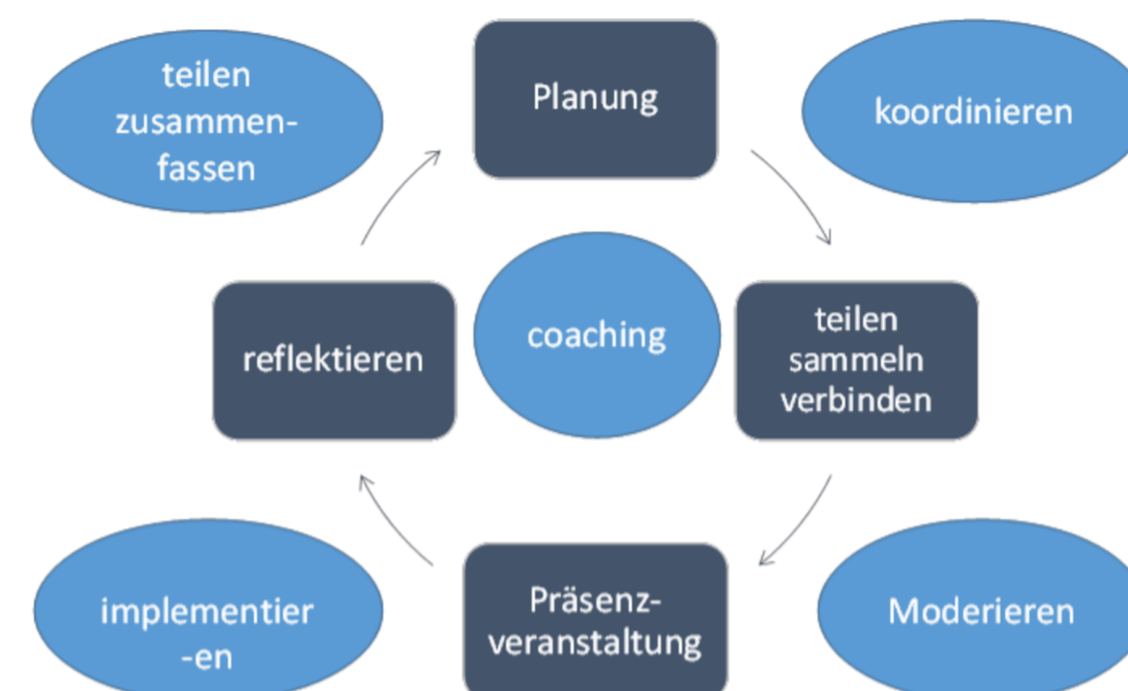 teilen
zusammen-
fassen
Planung
koordinieren
reflektieren
coaching
teilen
sammeln
verbinden
implementier
-en
Präsenz-
veranstaltung
Moderieren